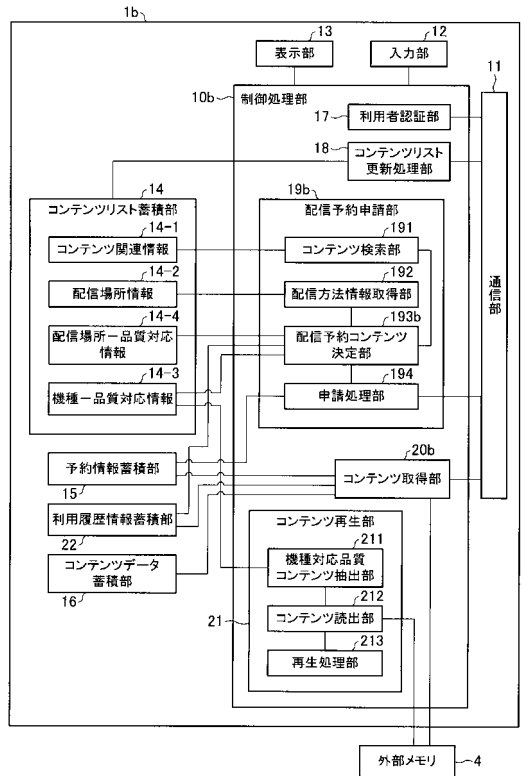 1b
13
表示部
12
入力部
11
通信部
10b
制御処理部
17
利用者認証部
18
コンテンツリスト
更新処理部
14
コンテンツリスト蓄積部
14-1
コンテンツ関連情報
14-2
配信場所情報
14-4
配信場所ー品質対応
情報
14-3
機種ー品質対応情報
19b
配信予約申請部
191
コンテンツ検索部
192
配信方法情報取得部
193b
配信予約コンテンツ
決定部
194
申請処理部
予約情報蓄積部
15
利用履歴情報蓄積部
22
コンテンツデータ
蓄積部
16
20b
コンテンツ取得部
コンテンツ再生部
211
機種対応品質
コンテンツ抽出部
212
コンテンツ読出部
21
213
再生処理部
外部メモリ
4